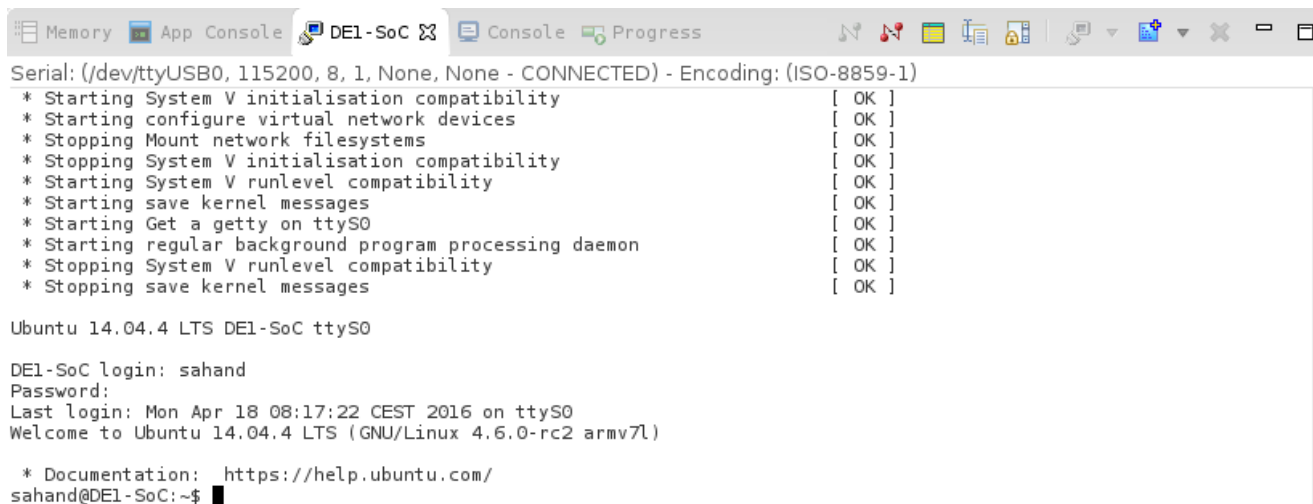 Memory App Console DE1-SoC Console Progress
Serial: (/dev/ttyUSB0, 115200, 8, 1, None, None - CONNECTED) - Encoding: (ISO-8859-1)
* Starting System V initialisation compatibility [ OK ]
* Starting configure virtual network devices [ OK ]
* Stopping Mount network filesystems [ OK ]
* Stopping System V initialisation compatibility [ OK ]
* Starting System V runlevel compatibility [ OK ]
* Starting save kernel messages [ OK ]
* Starting Get a getty on ttyS0 [ OK ]
* Starting regular background program processing daemon [ OK ]
* Stopping System V runlevel compatibility [ OK ]
* Stopping save kernel messages [ OK ]
Ubuntu 14.04.4 LTS DE1-SoC ttyS0
DE1-SoC login: sahand
Password:
Last login: Mon Apr 18 08:17:22 CEST 2016 on ttyS0
Welcome to Ubuntu 14.04.4 LTS (GNU/Linux 4.6.0-rc2 armv7l)
* Documentation: https://help.ubuntu.com/
sahand@DE1-SoC:~$